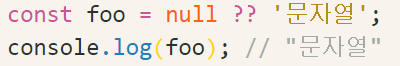 const foo = null ?? '문자열';
console.log(foo); // "문자열"